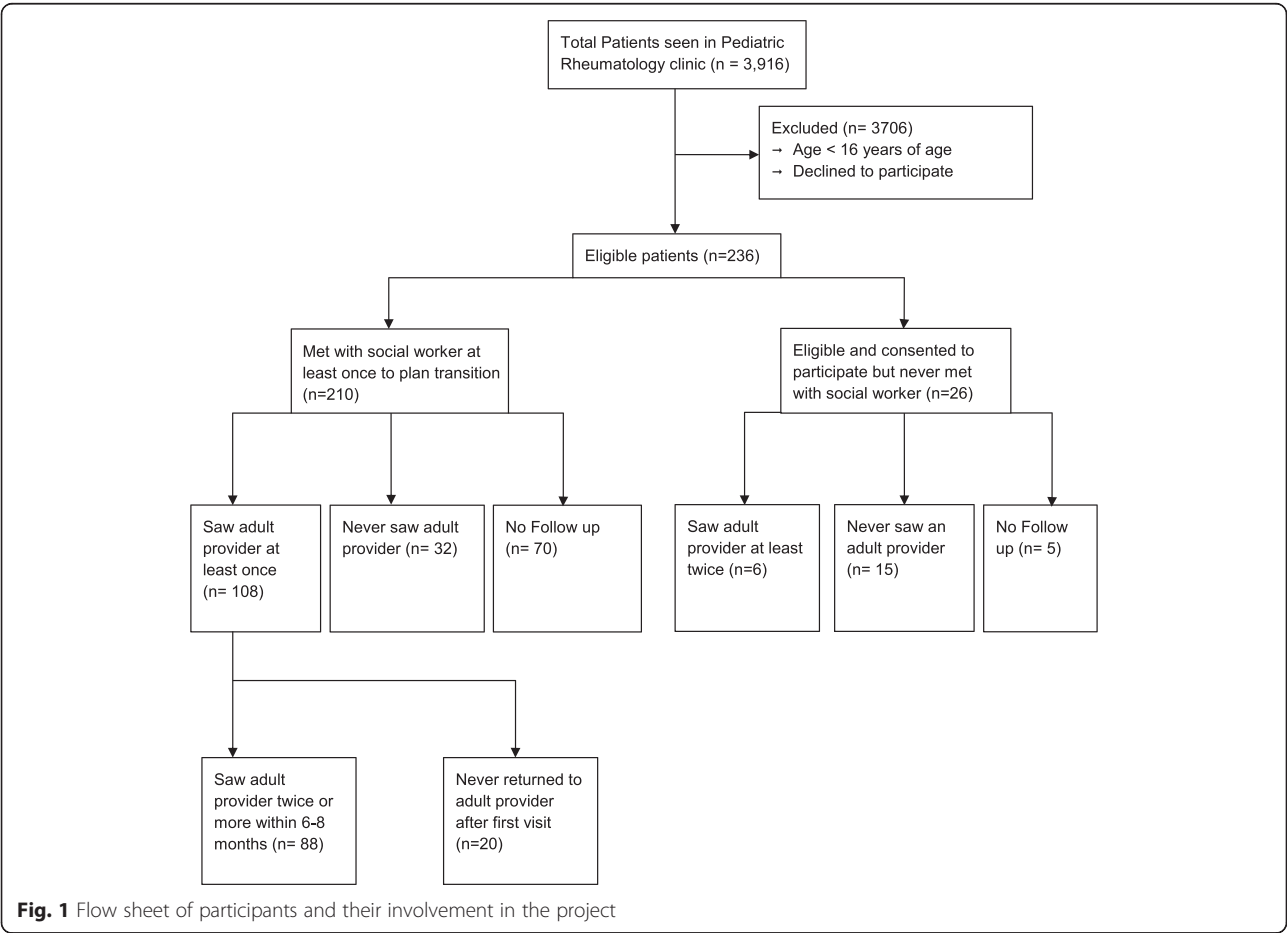 Total Patients seen in Pediatric
Rheumatology clinic (n = 3,916)
Excluded (n= 3706)
→ Age < 16 years of age
→ Declined to participate
Eligible patients (n=236)
Met with social worker at
least once to plan transition
(n=210)
Eligible and consented to
participate but never met
with social worker (n=26)
Saw adult
provider at
least once
(n= 108)
Never saw adult
provider (n= 32)
No Follow up
(n= 70)
Saw adult
provider at least
twice (n=6)
Never saw an
adult provider
(n= 15)
No Follow
up (n= 5)
Saw adult
provider twice or
more within 6-8
months (n= 88)
Never returned to
adult provider
after first visit
(n=20)
Fig. 1 Flow sheet of participants and their involvement in the project